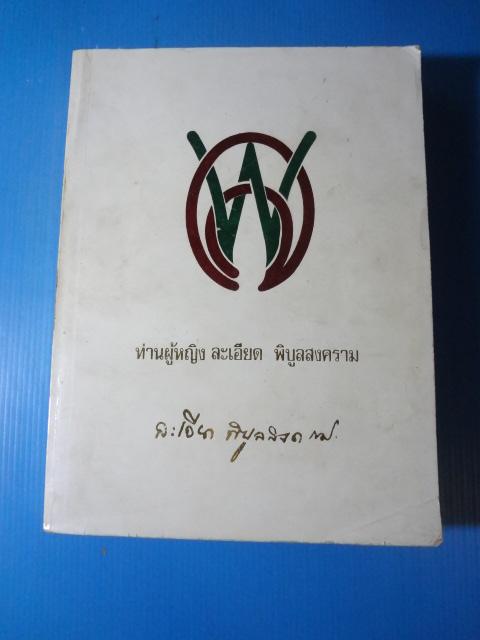 ท่านผู้หญิง ละเอียด พิบูลสงคราม
ละเอียด พิบูลสงคราม